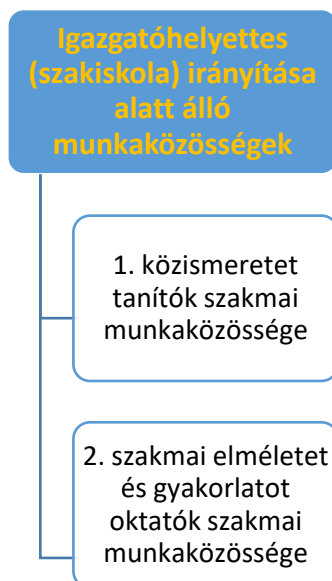 Igazgatóhelyettes
(szakiskola) irányítása
alatt álló
munkaközösségek
1. közismeretet
tanítók szakmai
munkaközössége
2. szakmai elméletet
és gyakorlatot
oktatók szakmai
munkaközössége